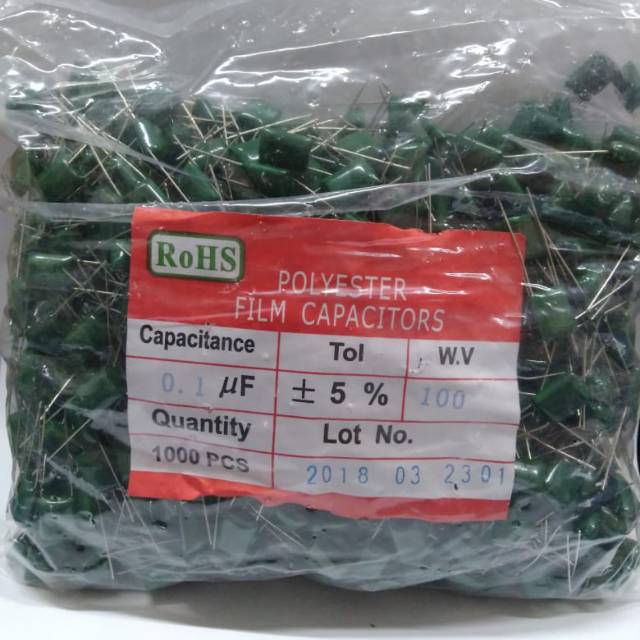 RoHS
POLYESTER
FILM CAPACITORS
Capacitance Tol W.V
0.1 µF ± 5 % 100
Quantity Lot No.
1000 PCS 2018 03 2301